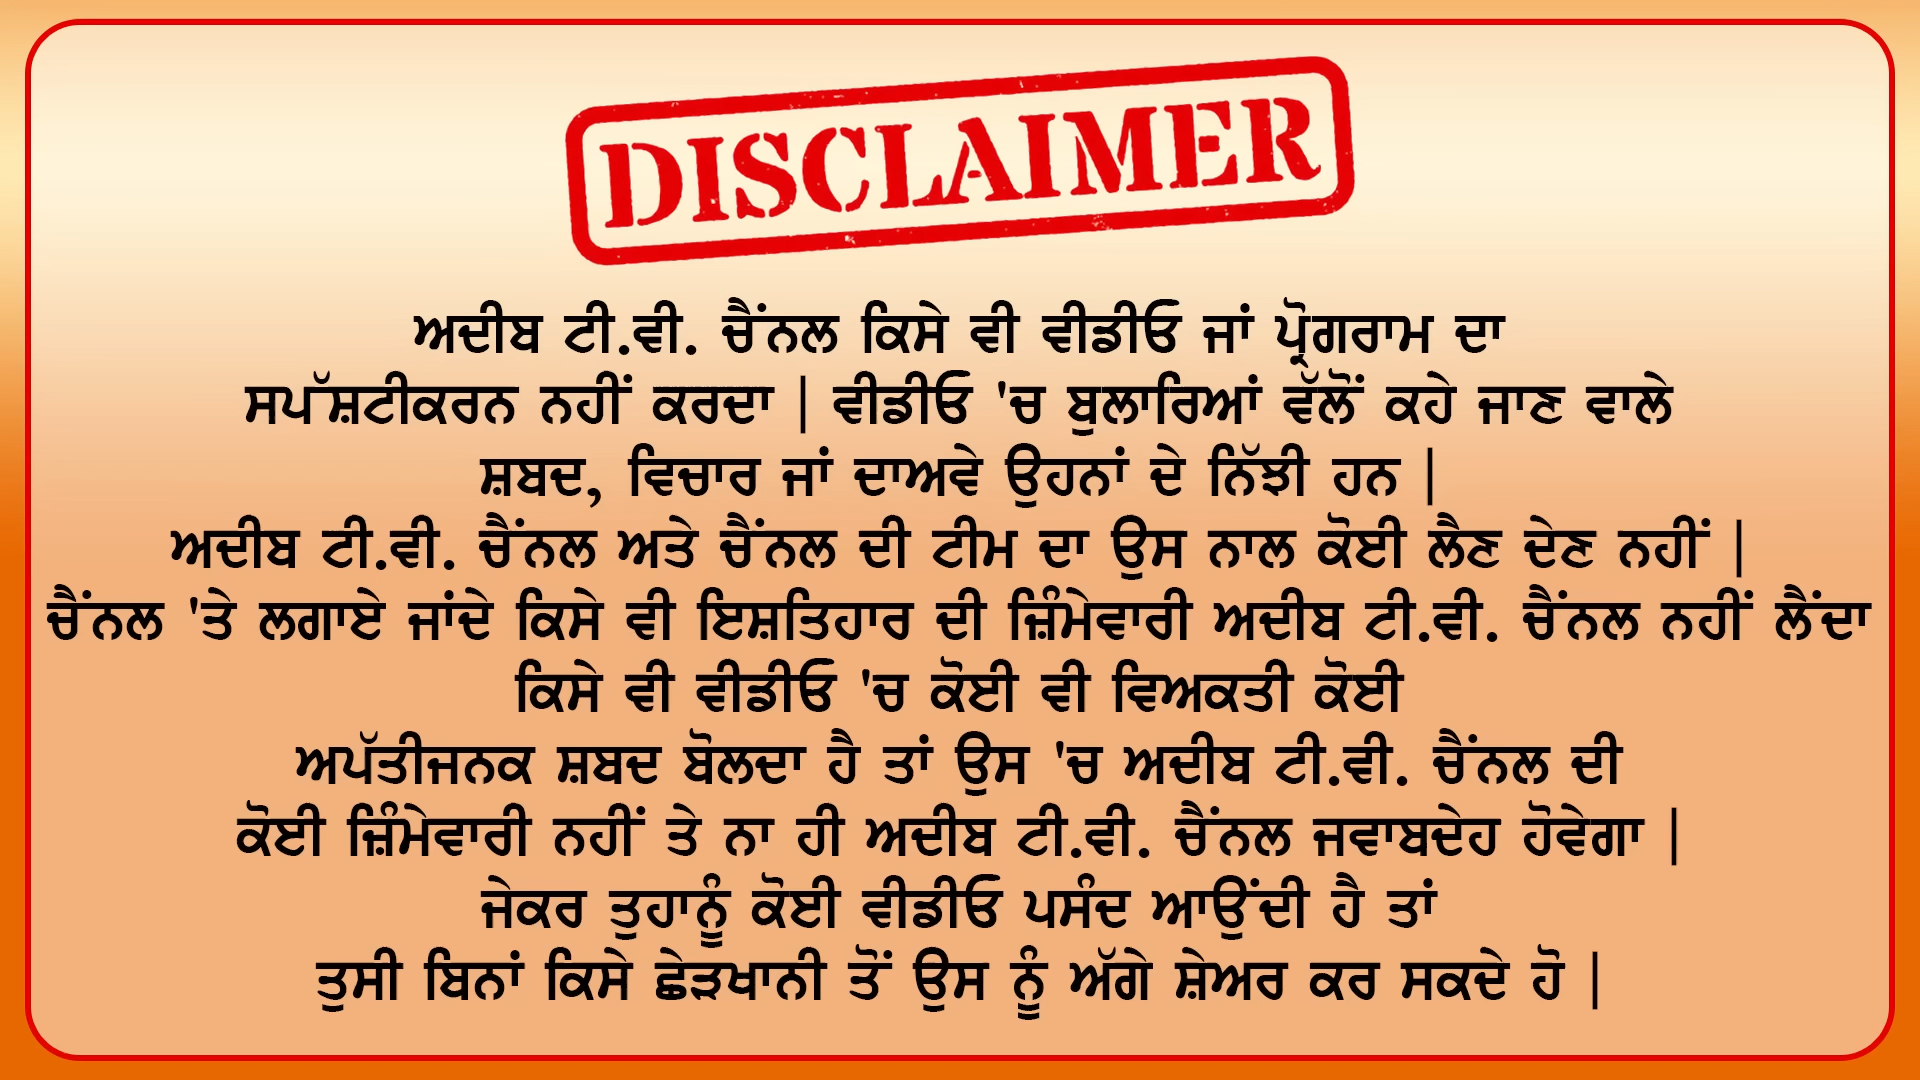 DISCLAIMER
ਅਦੀਬ ਟੀ.ਵੀ. ਚੈੰਨਲ ਕਿਸੇ ਵੀ ਵੀਡੀਓ ਜਾਂ ਪ੍ਰੋਗਰਾਮ ਦਾ
ਸਪੱਸ਼ਟੀਕਰਨ ਨਹੀਂ ਕਰਦਾ | ਵੀਡੀਓ 'ਚ ਬੁਲਾਰਿਆਂ ਵੱਲੋਂ ਕਹੇ ਜਾਣ ਵਾਲੇ
ਸ਼ਬਦ, ਵਿਚਾਰ ਜਾਂ ਦਾਅਵੇ ਉਹਨਾਂ ਦੇ ਨਿੱਝੀ ਹਨ |
ਅਦੀਬ ਟੀ.ਵੀ. ਚੈਂਨਲ ਅਤੇ ਚੈਂਨਲ ਦੀ ਟੀਮ ਦਾ ਉਸ ਨਾਲ ਕੋਈ ਲੈਣ ਦੇਣ ਨਹੀਂ |
ਚੈਂਨਲ 'ਤੇ ਲਗਾਏ ਜਾਂਦੇ ਕਿਸੇ ਵੀ ਇਸ਼ਤਿਹਾਰ ਦੀ ਜ਼ਿੰਮੇਵਾਰੀ ਅਦੀਬ ਟੀ.ਵੀ. ਚੈਂਨਲ ਨਹੀਂ ਲੈਂਦਾ
ਕਿਸੇ ਵੀ ਵੀਡੀਓ 'ਚ ਕੋਈ ਵੀ ਵਿਅਕਤੀ ਕੋਈ
ਅਪੱਤੀਜਨਕ ਸ਼ਬਦ ਬੋਲਦਾ ਹੈ ਤਾਂ ਉਸ 'ਚ ਅਦੀਬ ਟੀ.ਵੀ. ਚੈਂਨਲ ਦੀ
ਕੋਈ ਜ਼ਿੰਮੇਵਾਰੀ ਨਹੀਂ ਤੇ ਨਾ ਹੀ ਅਦੀਬ ਟੀ.ਵੀ. ਚੈਂਨਲ ਜਵਾਬਦੇਹ ਹੋਵੇਗਾ |
ਜੇਕਰ ਤੁਹਾਨੂੰ ਕੋਈ ਵੀਡੀਓ ਪਸੰਦ ਆਉਂਦੀ ਹੈ ਤਾਂ
ਤੁਸੀ ਬਿਨਾਂ ਕਿਸੇ ਛੇੜਖਾਨੀ ਤੋਂ ਉਸ ਨੂੰ ਅੱਗੇ ਸ਼ੇਅਰ ਕਰ ਸਕਦੇ ਹੋ |